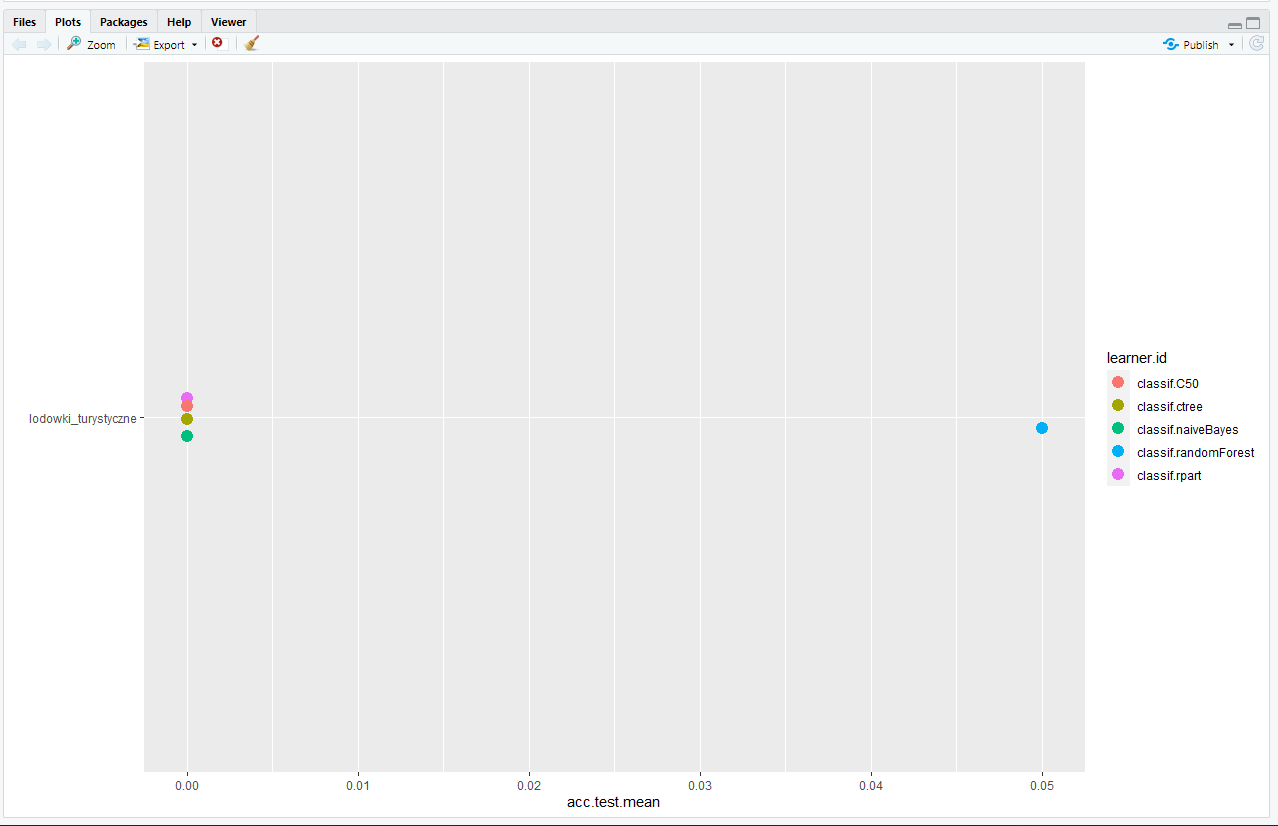 Files Plots Packages Help Viewer
Zoom Export Publish
lodowki_turystyczne
learner.id
classif.C50
classif.ctree
classif.naiveBayes
classif.randomForest
classif.rpart
0.00 0.01 0.02 0.03 0.04 0.05
acc.test.mean